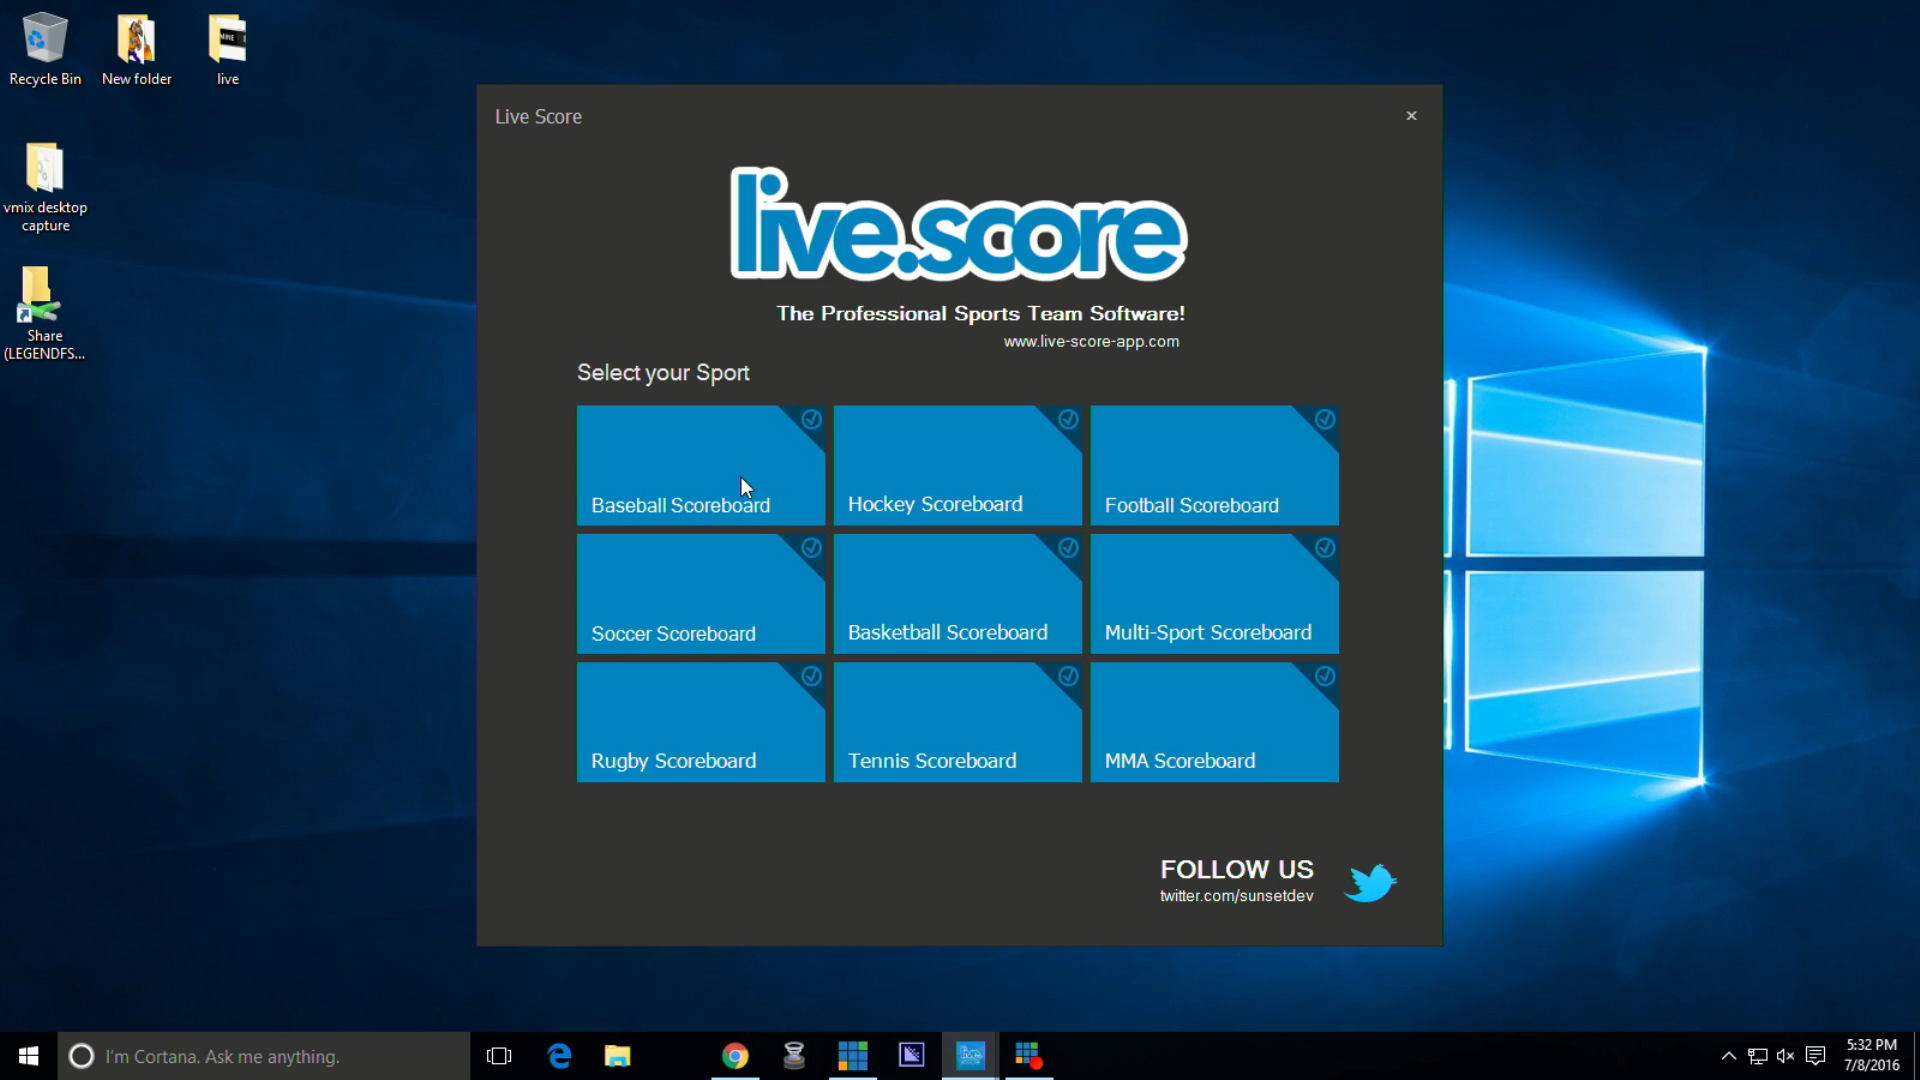 Recycle Bin
New folder
live
MINE
vmix desktop
capture
Share
(LEGENDFS...
Live Score
live.score
The Professional Sports Team Software!
www.live-score-app.com
Select your Sport
Baseball Scoreboard
Hockey Scoreboard
Football Scoreboard
Soccer Scoreboard
Basketball Scoreboard
Multi-Sport Scoreboard
Rugby Scoreboard
Tennis Scoreboard
MMA Scoreboard
FOLLOW US
twitter.com/sunsetdev
I'm Cortana. Ask me anything.
live
5:32 PM
7/8/2016